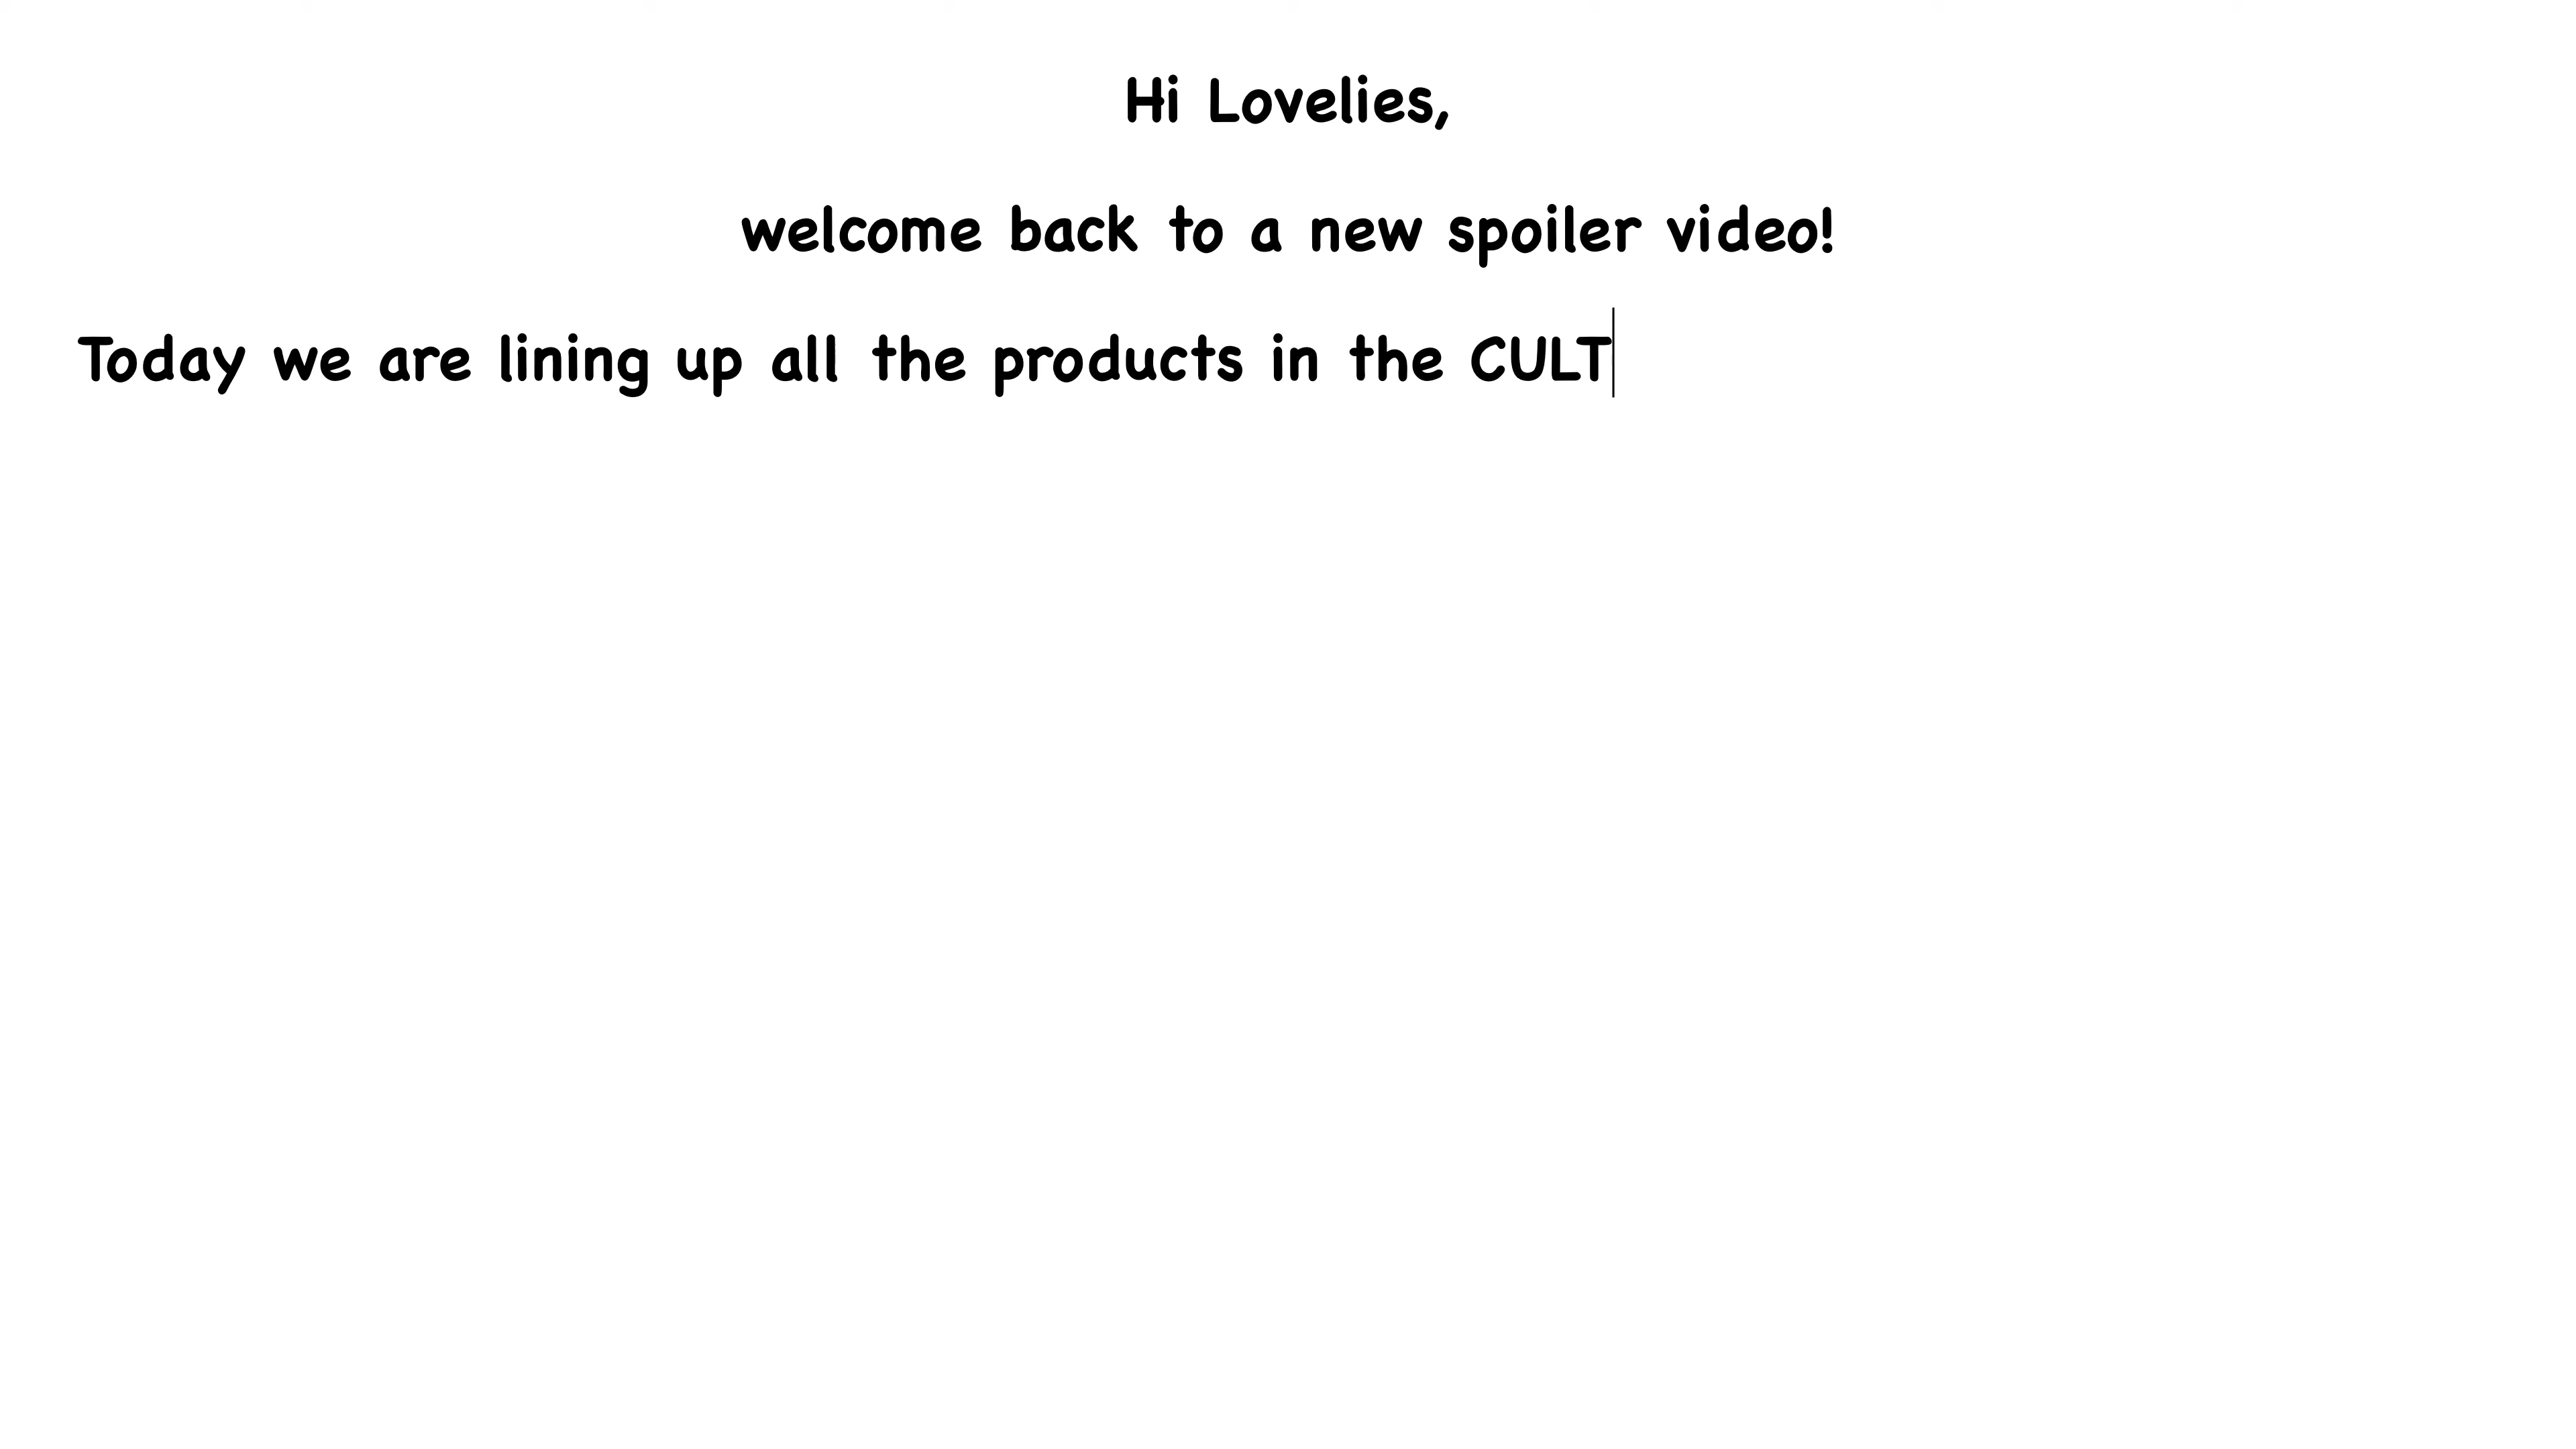 Hi Lovelies,
welcome back to a new spoiler video!
Today we are lining up all the products in the CULT